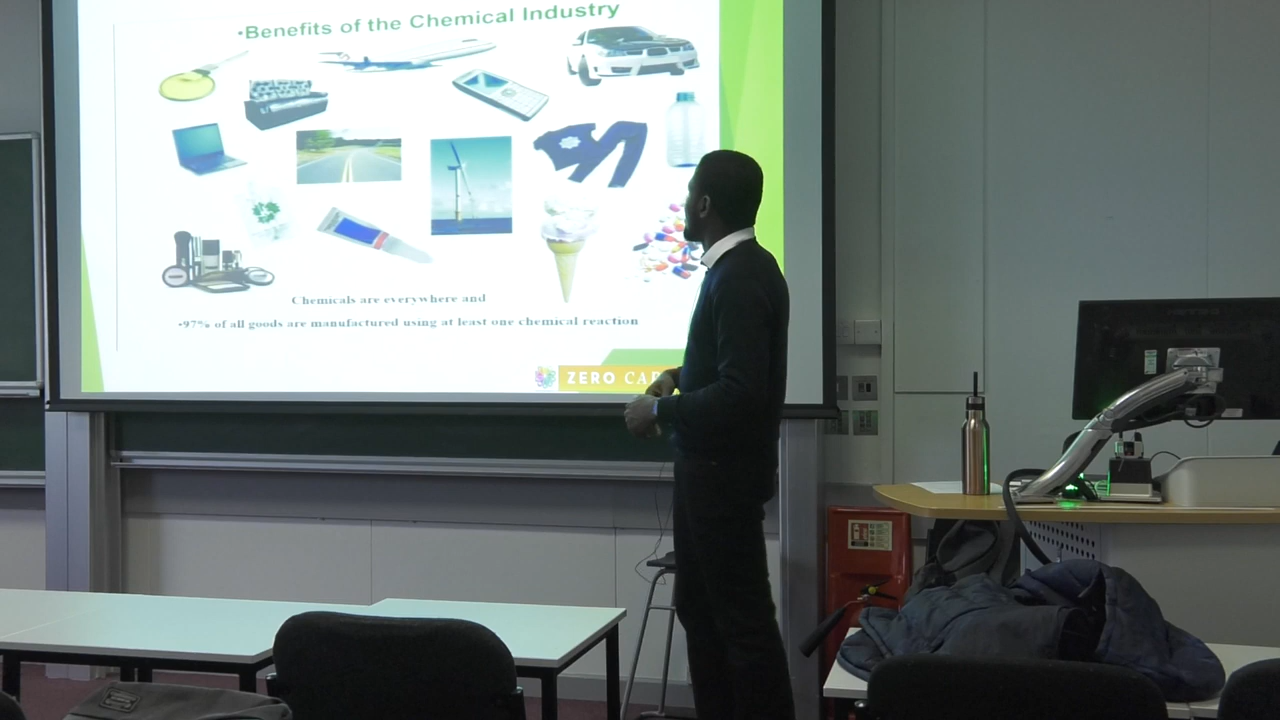 •Benefits of the Chemical Industry
Chemicals are everywhere and
•97% of all goods are manufactured using at least one chemical reaction
ZERO